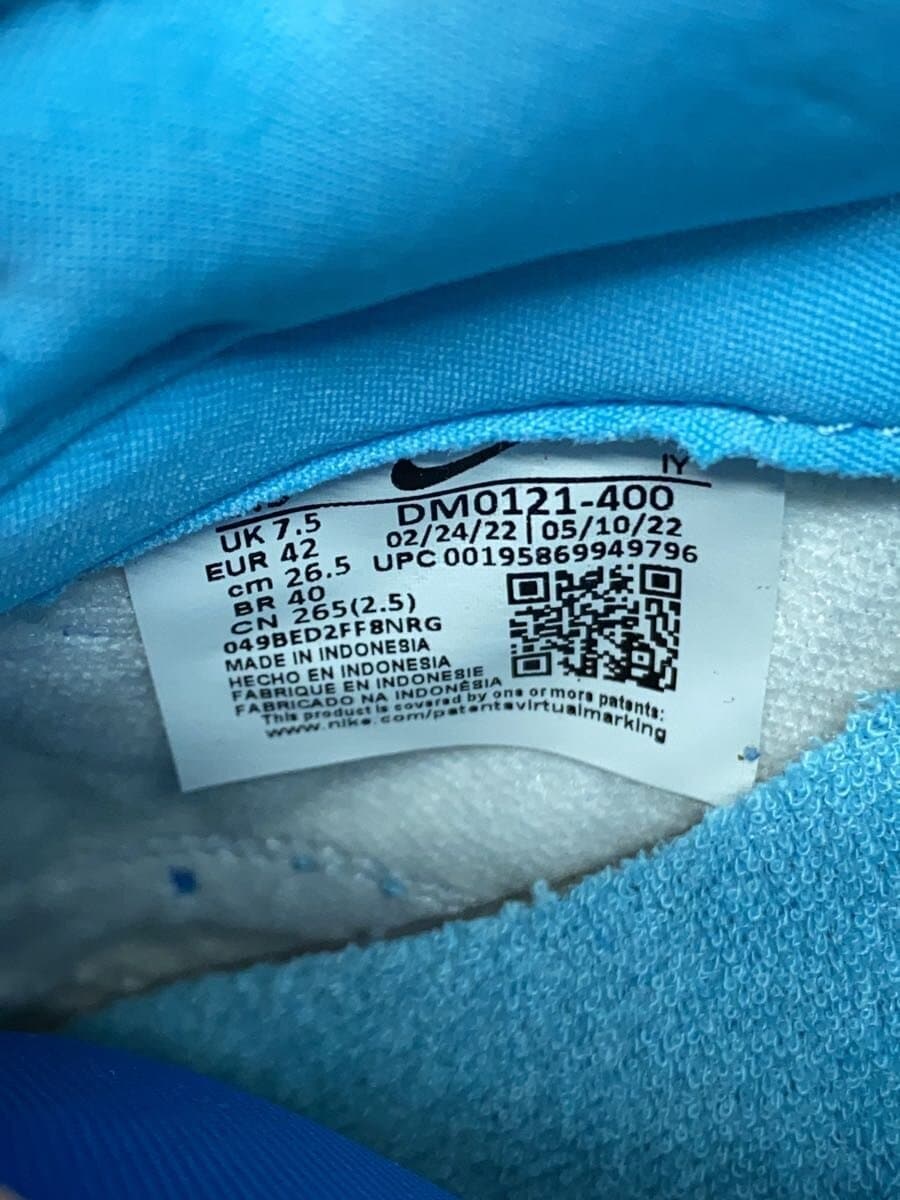 IY
UK 7.5
EUR 42
cm 26.5
BR 40
CN 265(2.5)
DM0121-400
02/24/22 | 05/10/22
UPC 00195869949796
049BED2FF8NRG
MADE IN INDONESIA
HECHO EN INDONESIA
FABRIQUE EN INDONESIE
FABRICADO NA INDONÉSIA
This product is covered by one or more patents:
www.nike.com/patentsvirtualmarking